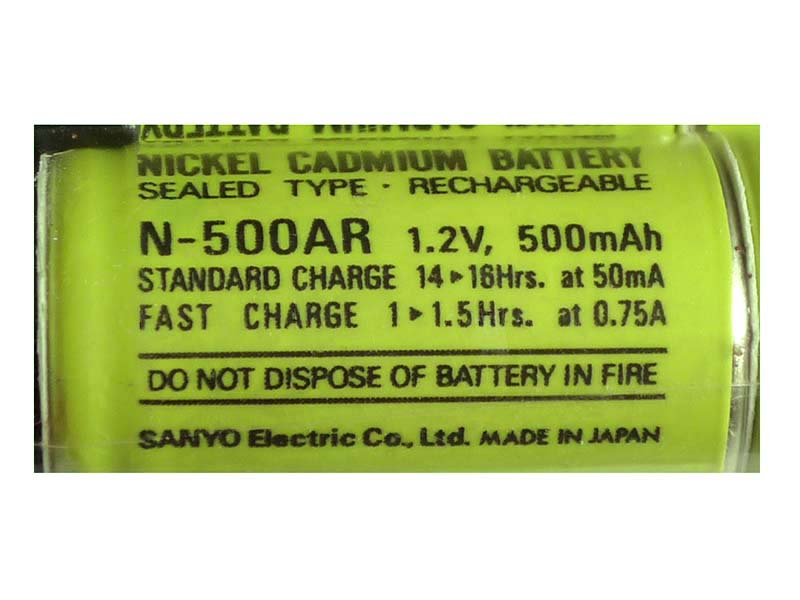 NICKEL CADMIUM BATTERY
SEALED TYPE · RECHARGEABLE
N-500AR 1.2V, 500mAh
STANDARD CHARGE 14▸16Hrs. at 50mA
FAST CHARGE 1▸1.5Hrs. at 0.75A
DO NOT DISPOSE OF BATTERY IN FIRE
SANYO Electric Co., Ltd. MADE IN JAPAN